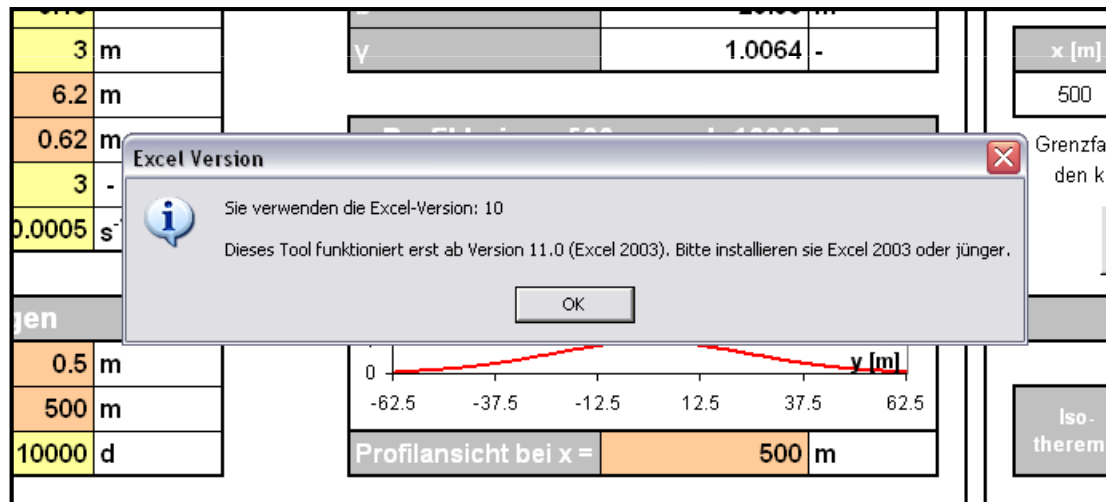 3 m
γ 1.0064 -
x [m]
6.2 m
500
0.62 m
Grenzfa
Excel Version
3 -
den k
Sie verwenden die Excel-Version: 10
0.0005 s
Dieses Tool funktioniert erst ab Version 11.0 (Excel 2003). Bitte installieren sie Excel 2003 oder jünger.
OK
gen
0.5 m
0
y [m]
-62.5 -37.5 -12.5 12.5 37.5 62.5
500 m
Iso-
therem
10000 d
Profilansicht bei x = 500 m